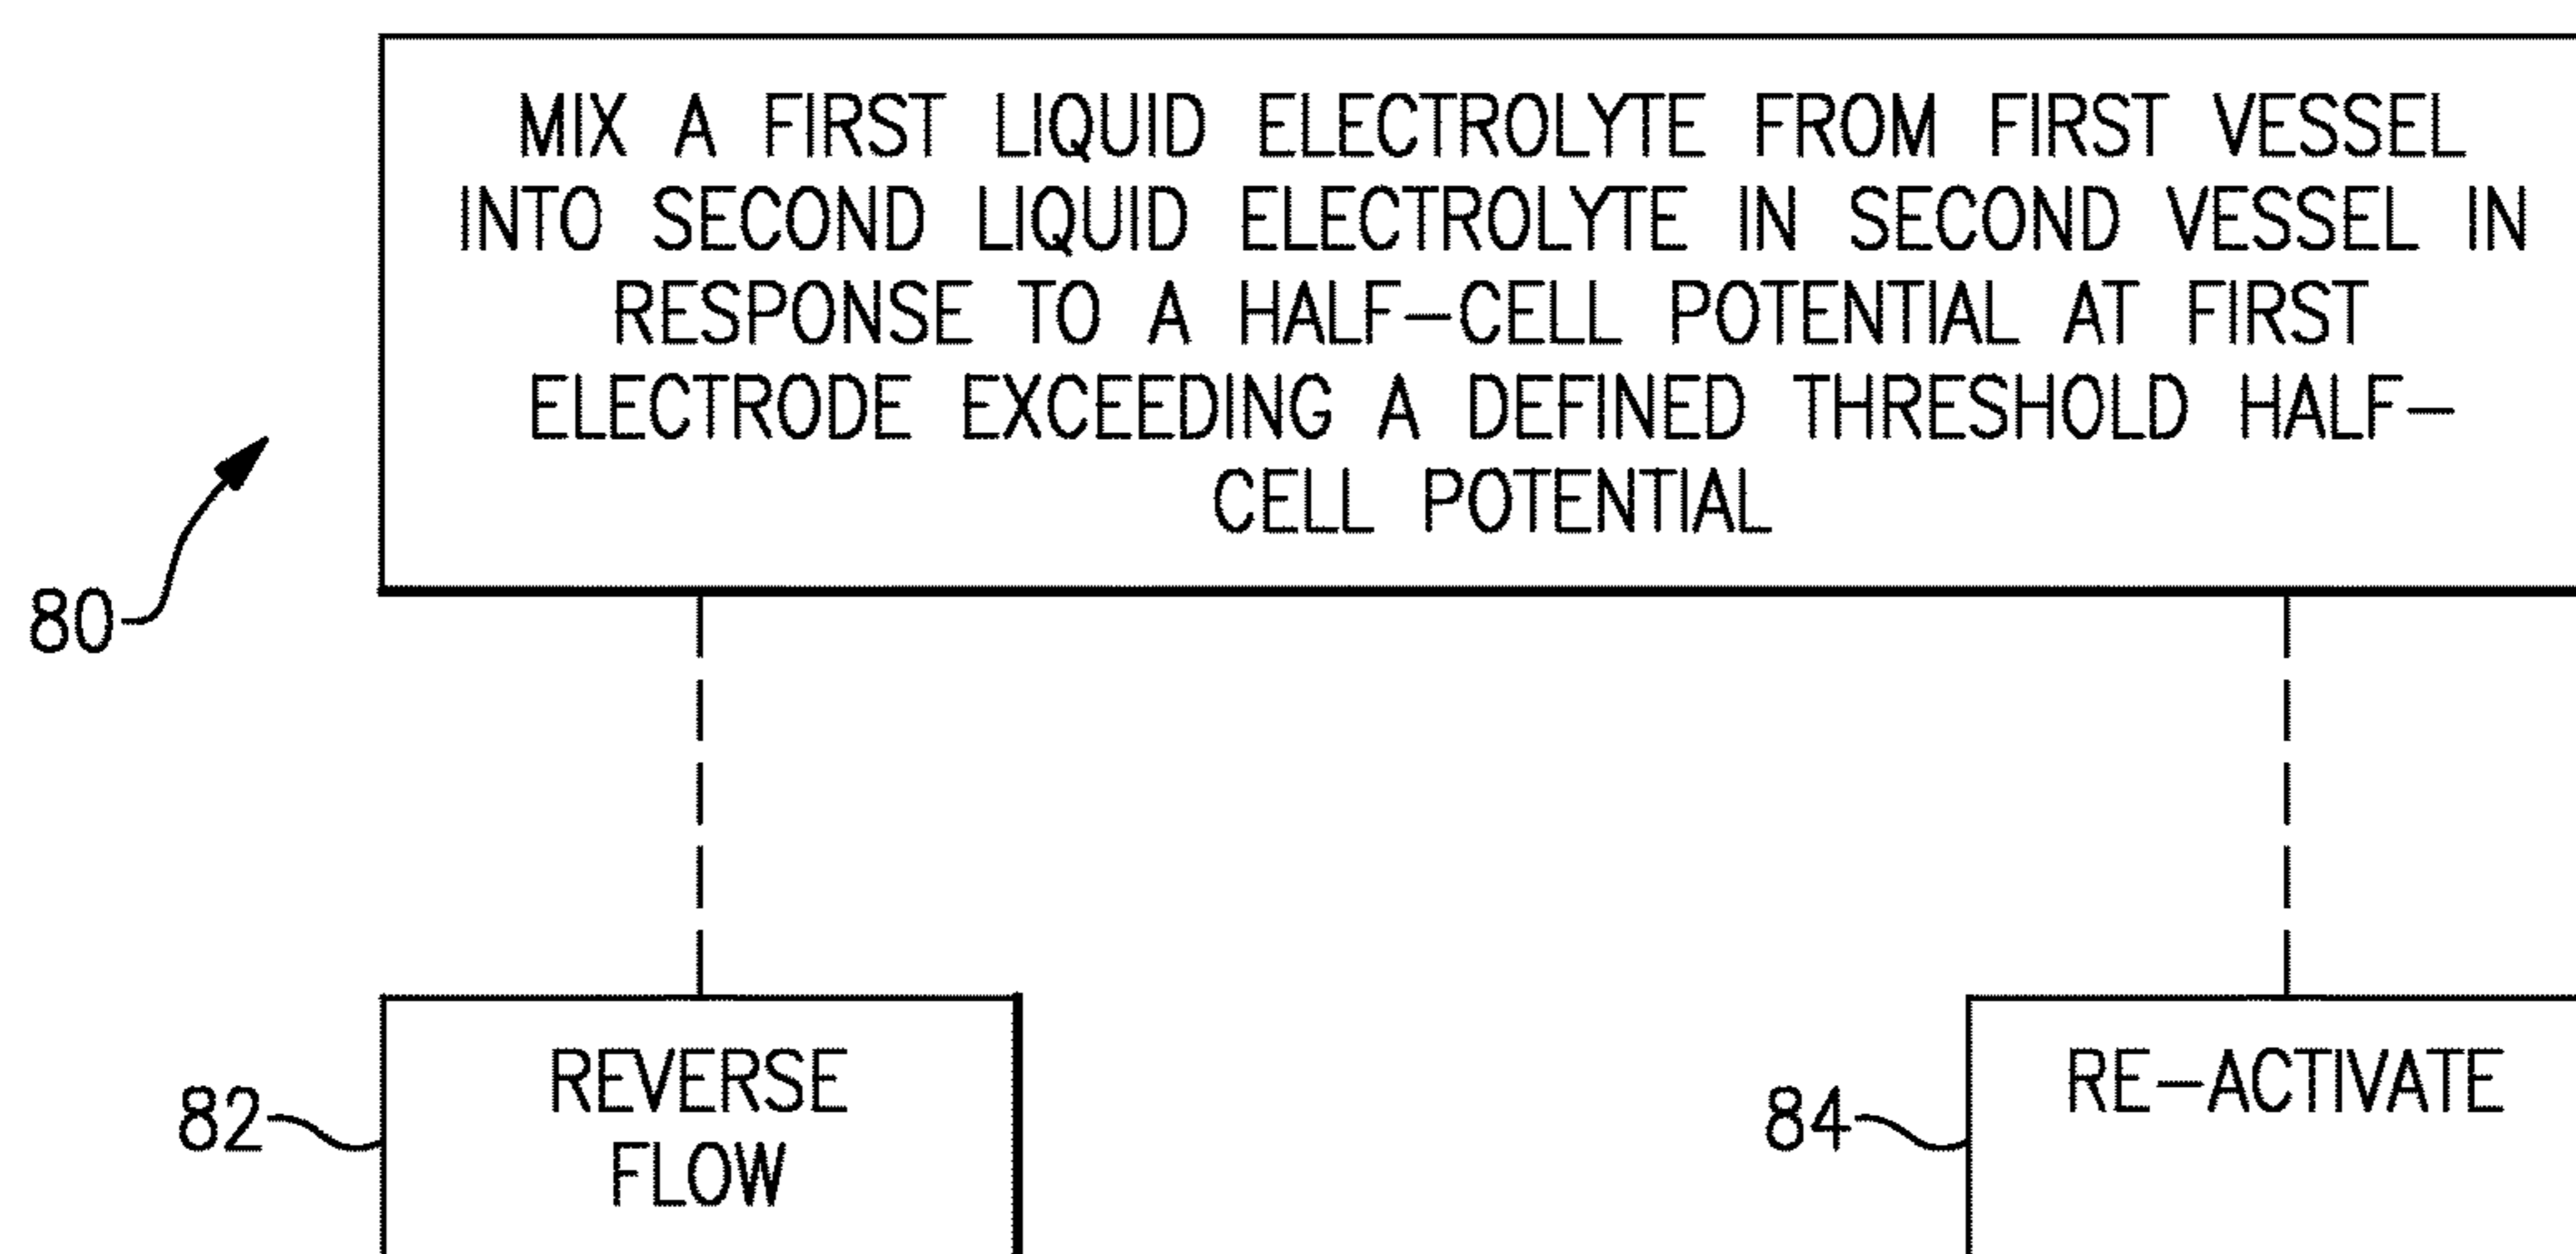 MIX A FIRST LIQUID ELECTROLYTE FROM FIRST VESSEL
INTO SECOND LIQUID ELECTROLYTE IN SECOND VESSEL IN
RESPONSE TO A HALF-CELL POTENTIAL AT FIRST
ELECTRODE EXCEEDING A DEFINED THRESHOLD HALF-
CELL POTENTIAL
80
REVERSE
FLOW
82
RE-ACTIVATE
84